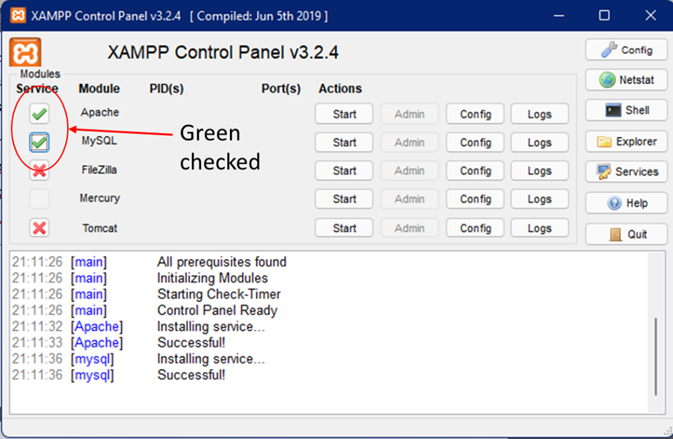 XAMPP Control Panel v3.2.4 [ Compiled: Jun 5th 2019 ]
XAMPP Control Panel v3.2.4
Config
Modules
Service Module PID(s) Port(s) Actions
Netstat
Apache Start Admin Config Logs
Shell
Green
checked
MySQL Start Admin Config Logs
Explorer
FileZilla Start Admin Config Logs
Services
Mercury Start Admin Config Logs
Help
Tomcat Start Admin Config Logs
Quit
21:11:26 [main] All prerequisites found
21:11:26 [main] Initializing Modules
21:11:26 [main] Starting Check-Timer
21:11:26 [main] Control Panel Ready
21:11:32 [Apache] Installing service...
21:11:33 [Apache] Successful!
21:11:36 [mysql] Installing service...
21:11:36 [mysql] Successful!